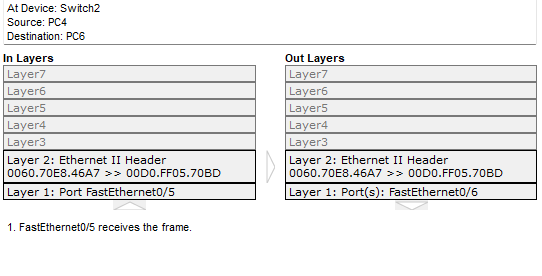 At Device: Switch2
Source: PC4
Destination: PC6
In Layers
Layer7
Layer6
Layer5
Layer4
Layer3
Layer 2: Ethernet II Header
0060.70E8.46A7 >> 00D0.FF05.70BD
Layer 1: Port FastEthernet0/5
Out Layers
Layer7
Layer6
Layer5
Layer4
Layer3
Layer 2: Ethernet II Header
0060.70E8.46A7 >> 00D0.FF05.70BD
Layer 1: Port(s): FastEthernet0/6
1. FastEthernet0/5 receives the frame.